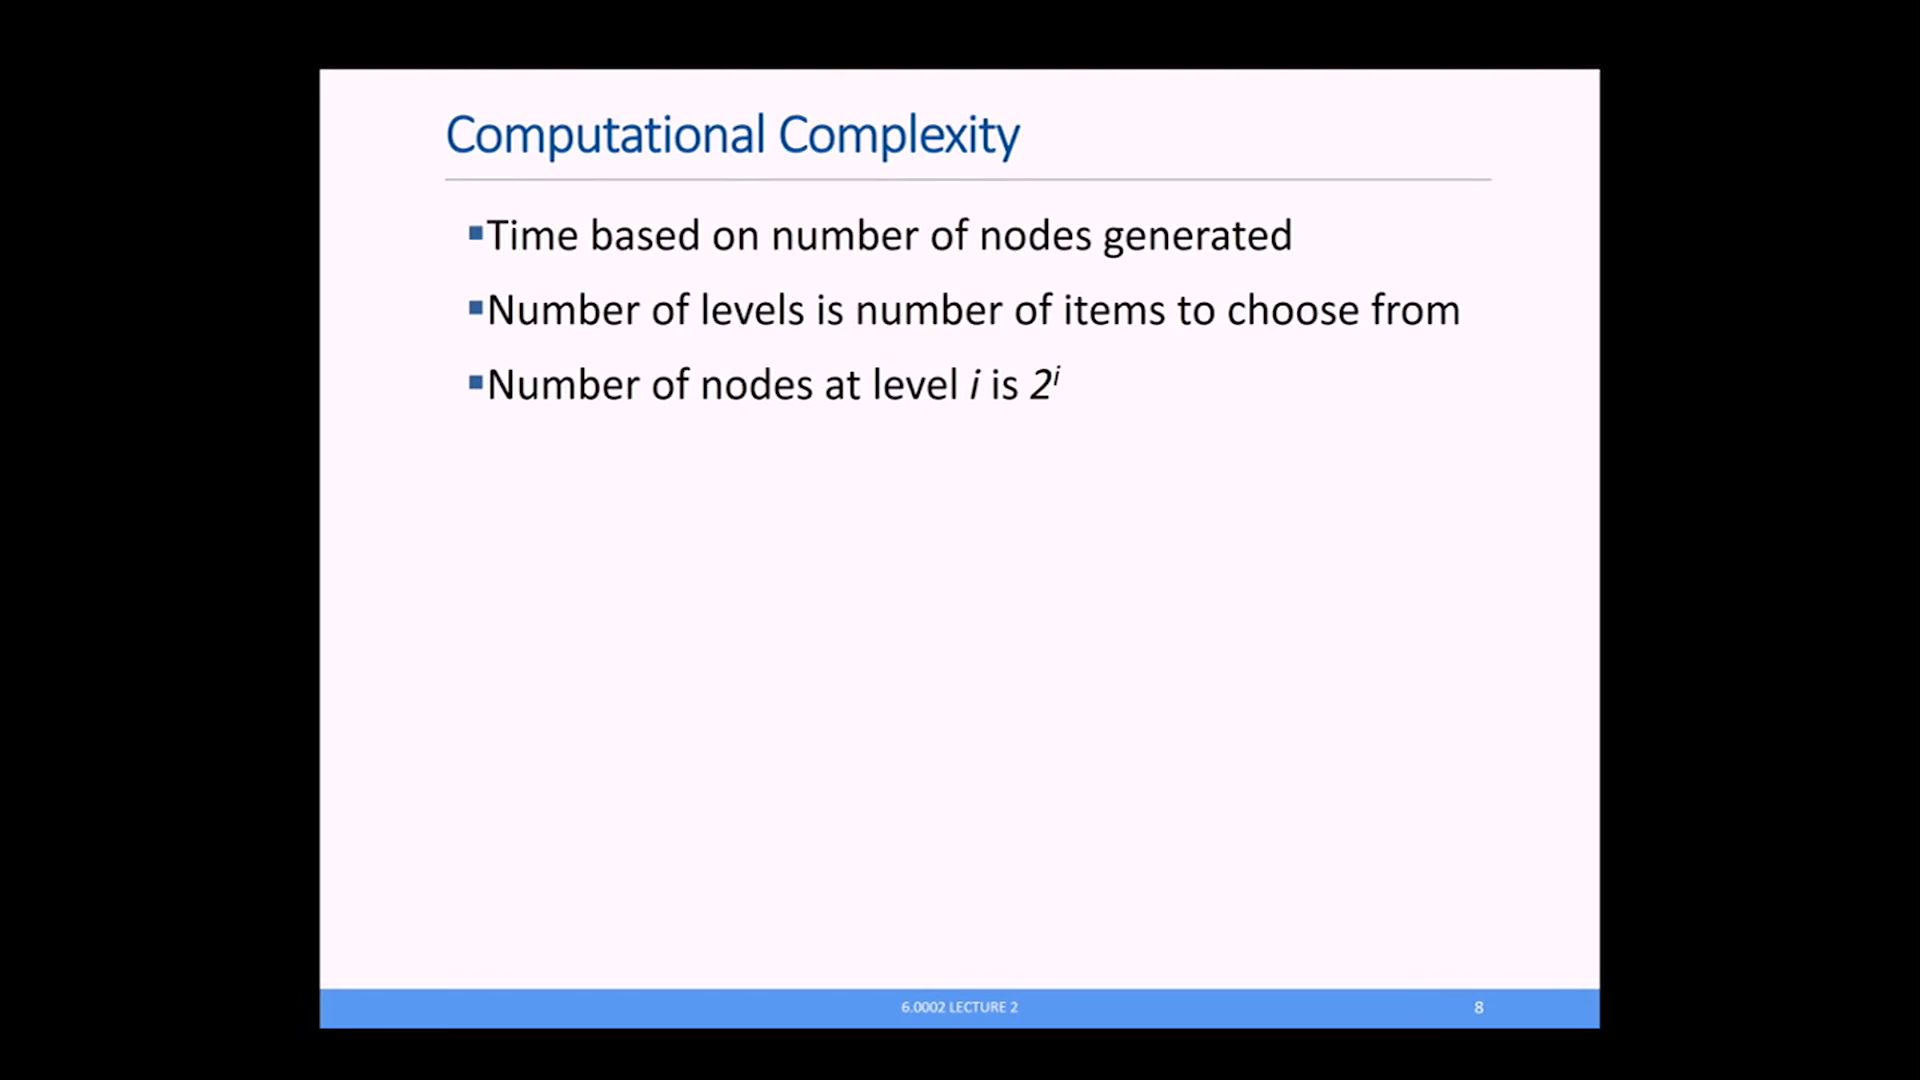 Computational Complexity
▪Time based on number of nodes generated
▪Number of levels is number of items to choose from
▪Number of nodes at level i is 2ⁱ
6.0002 LECTURE 2
8